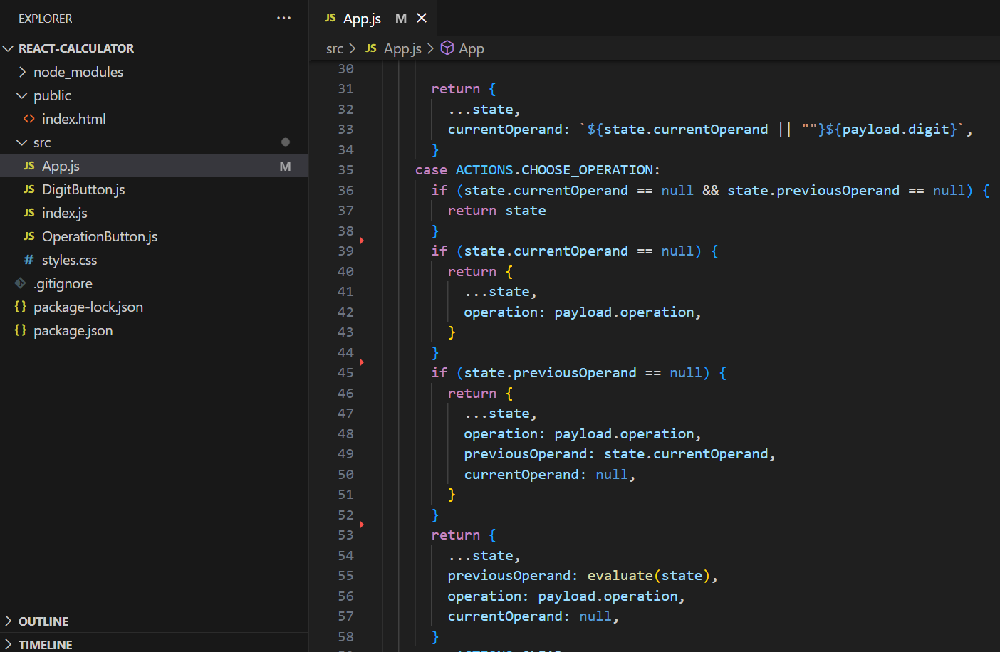 EXPLORER ...
REACT-CALCULATOR
node_modules
public
<> index.html
src
JS App.js M
JS DigitButton.js
JS index.js
JS OperationButton.js
# styles.css
.gitignore
{} package-lock.json
{} package.json
OUTLINE
TIMELINE
JS App.js M
src > JS App.js > App
30
31 return {
32 ...state,
33 currentOperand: `${state.currentOperand || ""}${payload.digit}`,
34 }
35 case ACTIONS.CHOOSE_OPERATION:
36 if (state.currentOperand == null && state.previousOperand == null) {
37 return state
38 }
39 if (state.currentOperand == null) {
40 return {
41 ...state,
42 operation: payload.operation,
43 }
44 }
45 if (state.previousOperand == null) {
46 return {
47 ...state,
48 operation: payload.operation,
49 previousOperand: state.currentOperand,
50 currentOperand: null,
51 }
52 }
53 return {
54 ...state,
55 previousOperand: evaluate(state),
56 operation: payload.operation,
57 currentOperand: null,
58 }